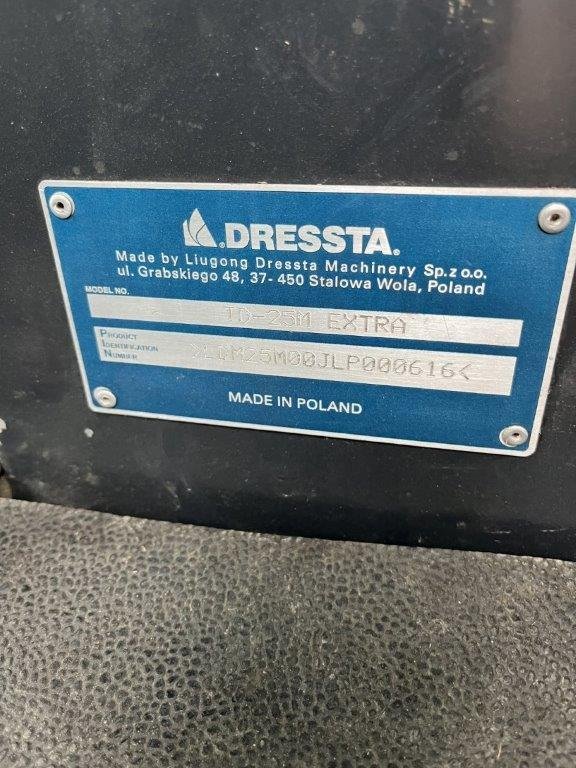 DRESSTA®
Made by Liugong Dressta Machinery Sp.z o.o.
ul. Grabskiego 48, 37- 450 Stalowa Wola, Poland
MODEL NO.
TD-25M EXTRA
PRODUCT
IDENTIFICATION
NUMBER
MADE IN POLAND